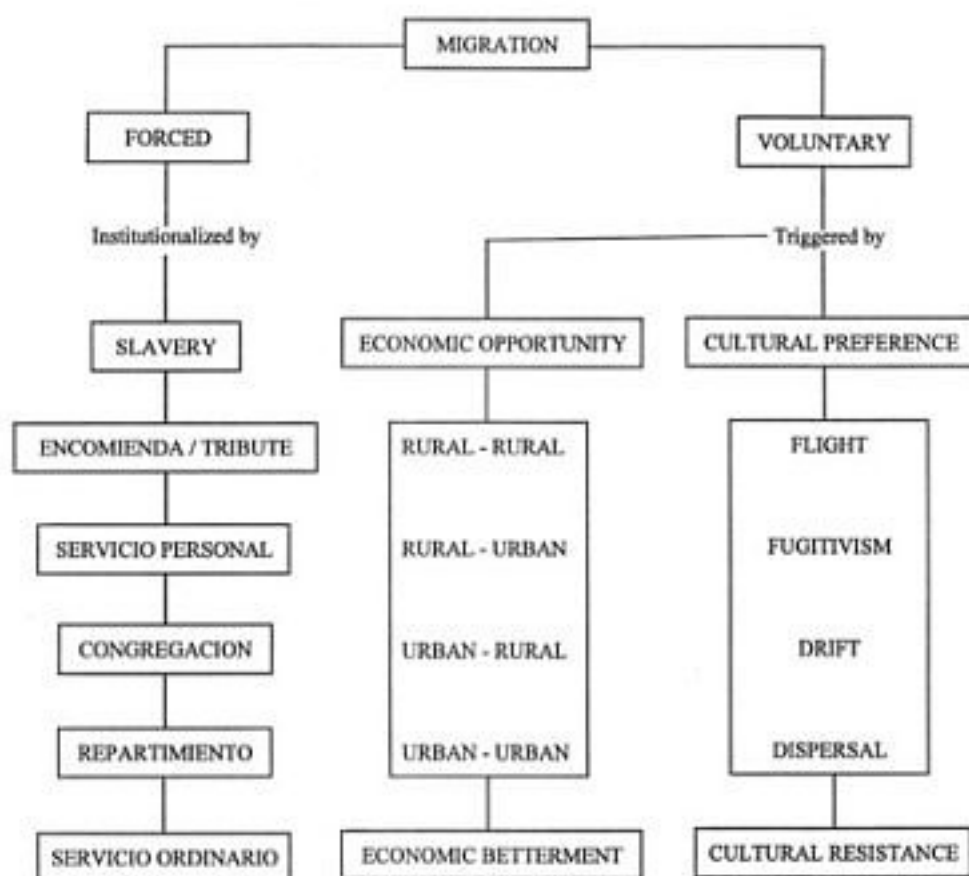 MIGRATION
FORCED
VOLUNTARY
Institutionalized by
Triggered by
SLAVERY
ECONOMIC OPPORTUNITY
CULTURAL PREFERENCE
ENCOMIENDA / TRIBUTE
RURAL - RURAL
FLIGHT
SERVICIO PERSONAL
RURAL - URBAN
FUGITIVISM
CONGREGACION
URBAN - RURAL
DRIFT
REPARTIMIENTO
URBAN - URBAN
DISPERSAL
SERVICIO ORDINARIO
ECONOMIC BETTERMENT
CULTURAL RESISTANCE